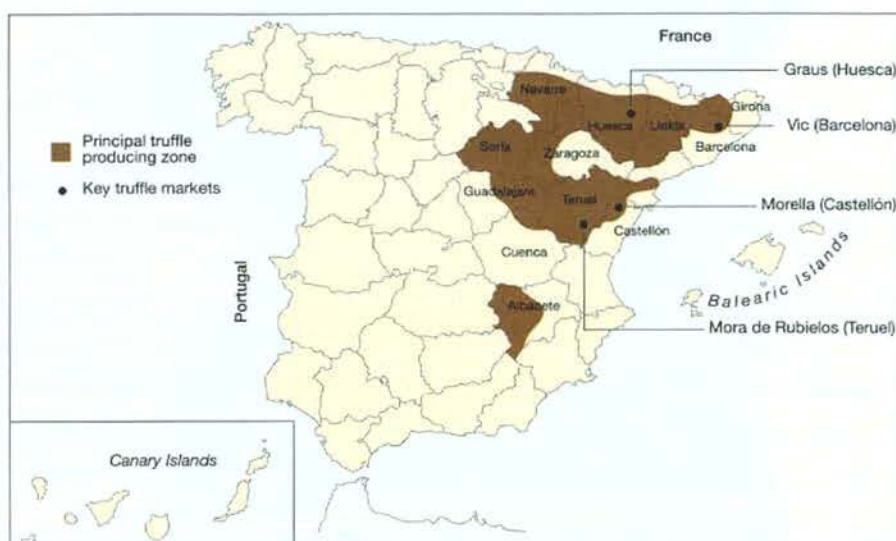 France
Graus (Huesca)
Navarre
Girona
Huesca
Lleida
Vic (Barcelona)
Principal truffle
producing zone
Soria
Zaragoza
Barcelona
Key truffle markets
Guadalajara
Teruel
Morella (Castellón)
Castellón
Cuenca
Balearic Islands
Portugal
Albacete
Mora de Rubielos (Teruel)
Canary Islands